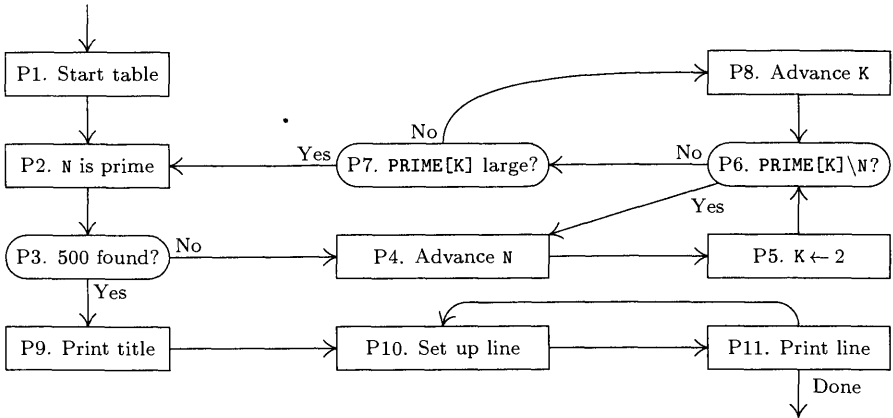 P1. Start table
P8. Advance K
No
P2. N is prime
Yes
P7. PRIME[K] large?
No
P6. PRIME[K]\N?
Yes
P3. 500 found?
No
P4. Advance N
P5. K ← 2
Yes
P9. Print title
P10. Set up line
P11. Print line
Done